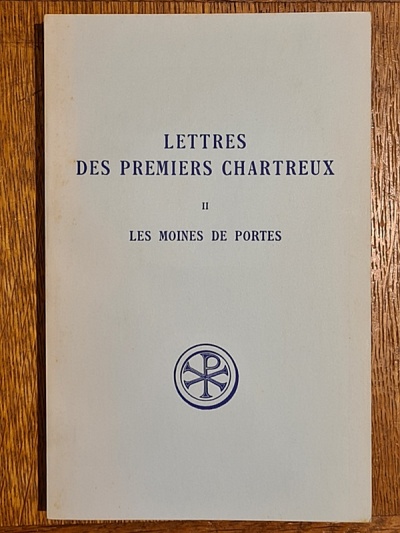 LETTRES
DES PREMIERS CHARTREUX
II
LES MOINES DE PORTES